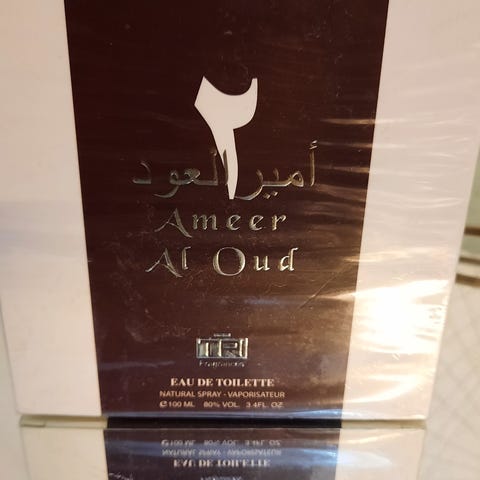 ٢
أمير العود
Ameer
Al Oud
Fragrances
EAU DE TOILETTE
NATURAL SPRAY - VAPORISATEUR
℮100 ML 80% VOL. 3.4FL. OZ.